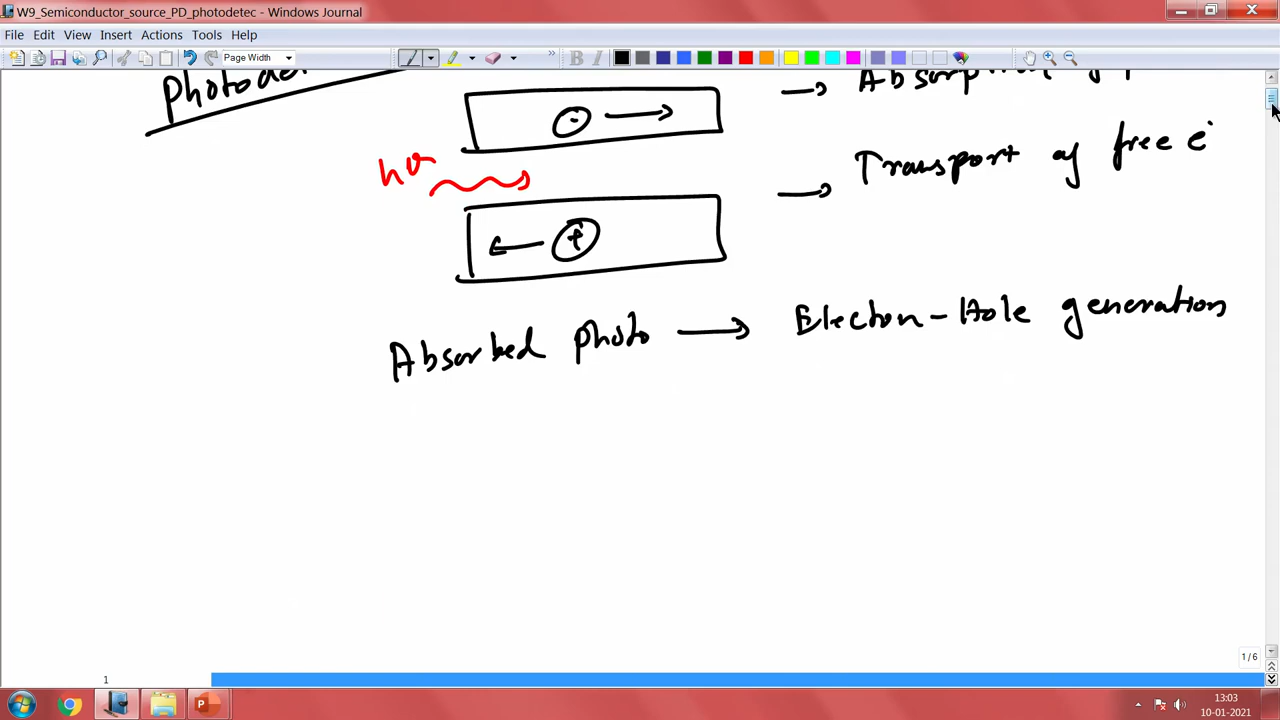 W9_Semiconductor_source_PD_photodetec - Windows Journal
File Edit View Insert Actions Tools Help
Page Width
B I
→
-
→ Transport of free e-
hν
+
Absorbed photo → Electon-Hole generation
1/6
1
13:03
10-01-2021